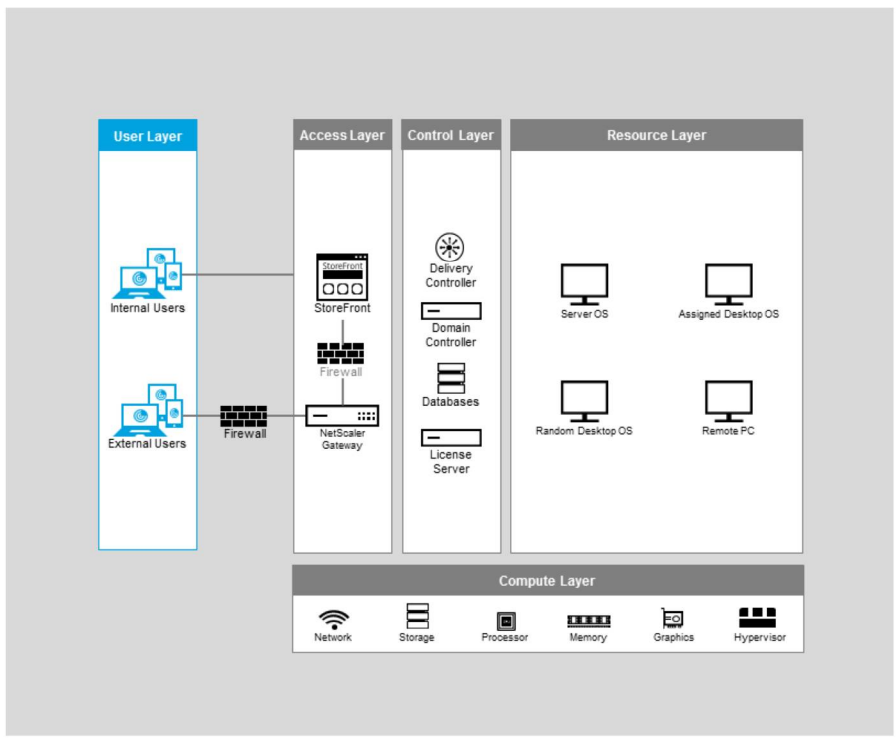 User Layer
Access Layer
Control Layer
Resource Layer
Internal Users
External Users
Firewall
StoreFront
StoreFront
Firewall
NetScaler
Gateway
Delivery
Controller
Domain
Controller
Databases
License
Server
Server OS
Assigned Desktop OS
Random Desktop OS
Remote PC
Compute Layer
Network
Storage
Processor
Memory
Graphics
Hypervisor